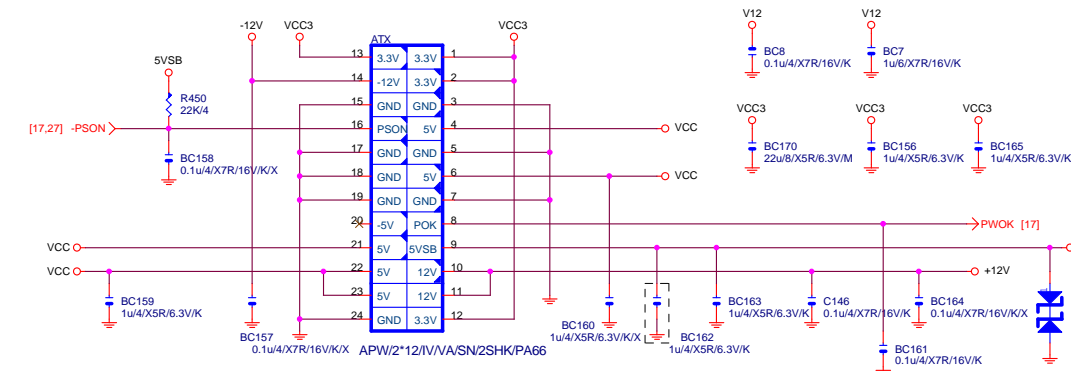 -12V VCC3 ATX VCC3 V12 V12
5VSB
BC8
0.1u/4/X7R/16V/K
BC7
1u/6/X7R/16V/K
R450
22K/4
[17,27] -PSON
BC158
0.1u/4/X7R/16V/K/X
13 3.3V 3.3V 1
14 -12V 3.3V 2
15 GND GND 3
16 PSON 5V 4 VCC
17 GND GND 5
18 GND 5V 6 VCC
19 GND GND 7
20 -5V POK 8 PWOK [17]
VCC 21 5V 5VSB 9
VCC 22 5V 12V 10 +12V
23 5V 12V 11
24 GND 3.3V 12
VCC3 VCC3 VCC3
BC170
22u/8/X5R/6.3V/M
BC156
1u/4/X5R/6.3V/K
BC165
1u/4/X5R/6.3V/K
BC159
1u/4/X5R/6.3V/K
BC157
0.1u/4/X7R/16V/K/X
APW/2*12/IV/VA/SN/2SHK/PA66
BC160
1u/4/X5R/6.3V/K/X
BC162
1u/4/X5R/6.3V/K
BC163
1u/4/X5R/6.3V/K
C146
0.1u/4/X7R/16V/K
BC164
0.1u/4/X7R/16V/K/X
BC161
0.1u/4/X7R/16V/K